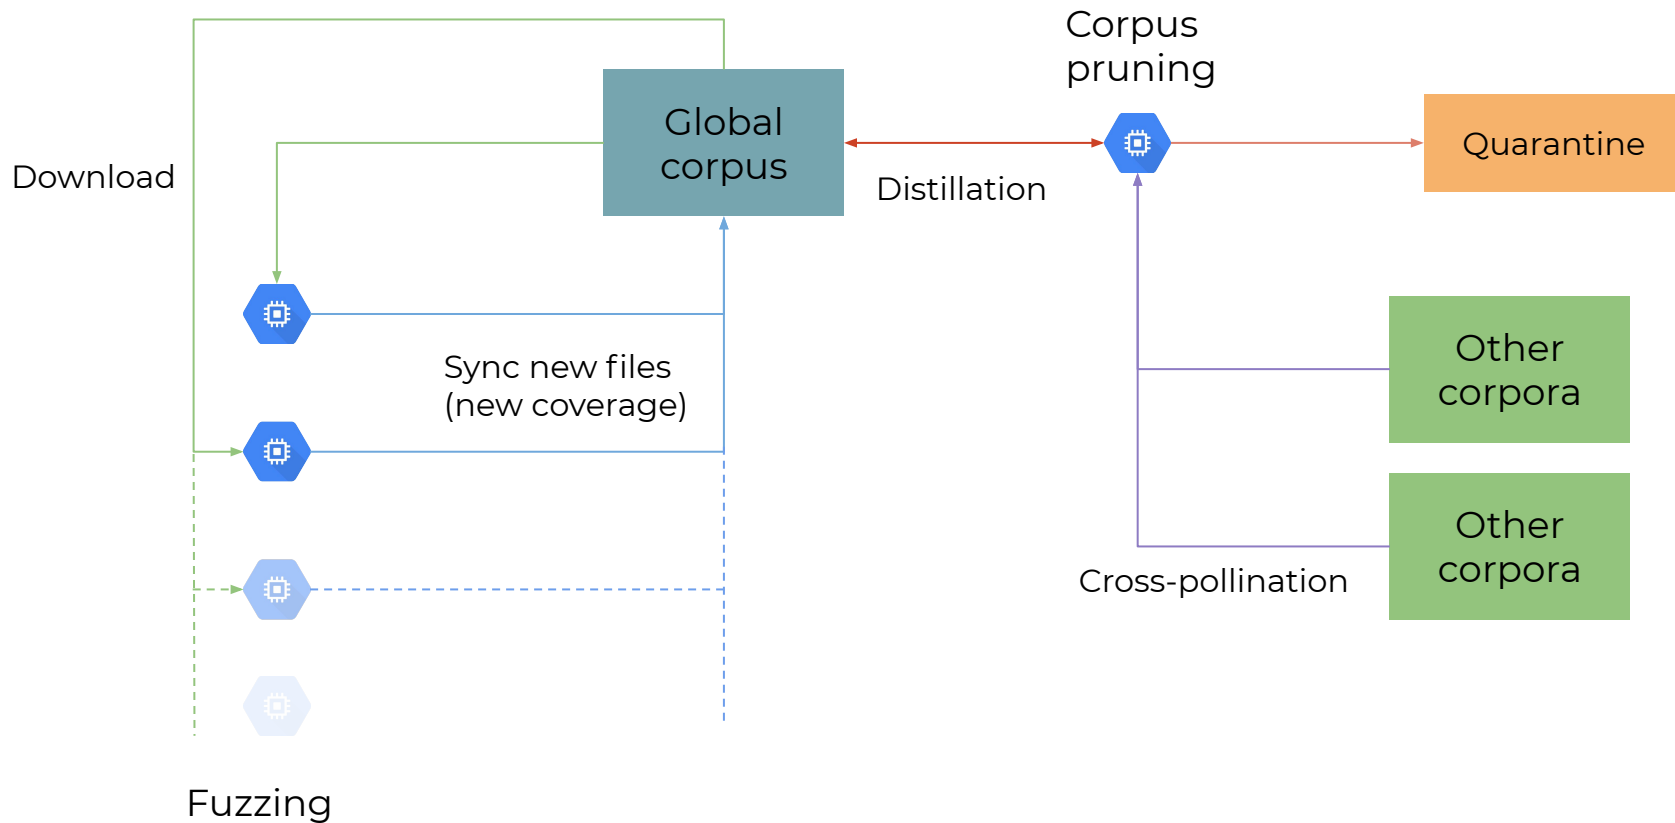 Corpus
pruning
Global
corpus
Quarantine
Download
Distillation
Sync new files
(new coverage)
Other
corpora
Other
corpora
Cross-pollination
Fuzzing